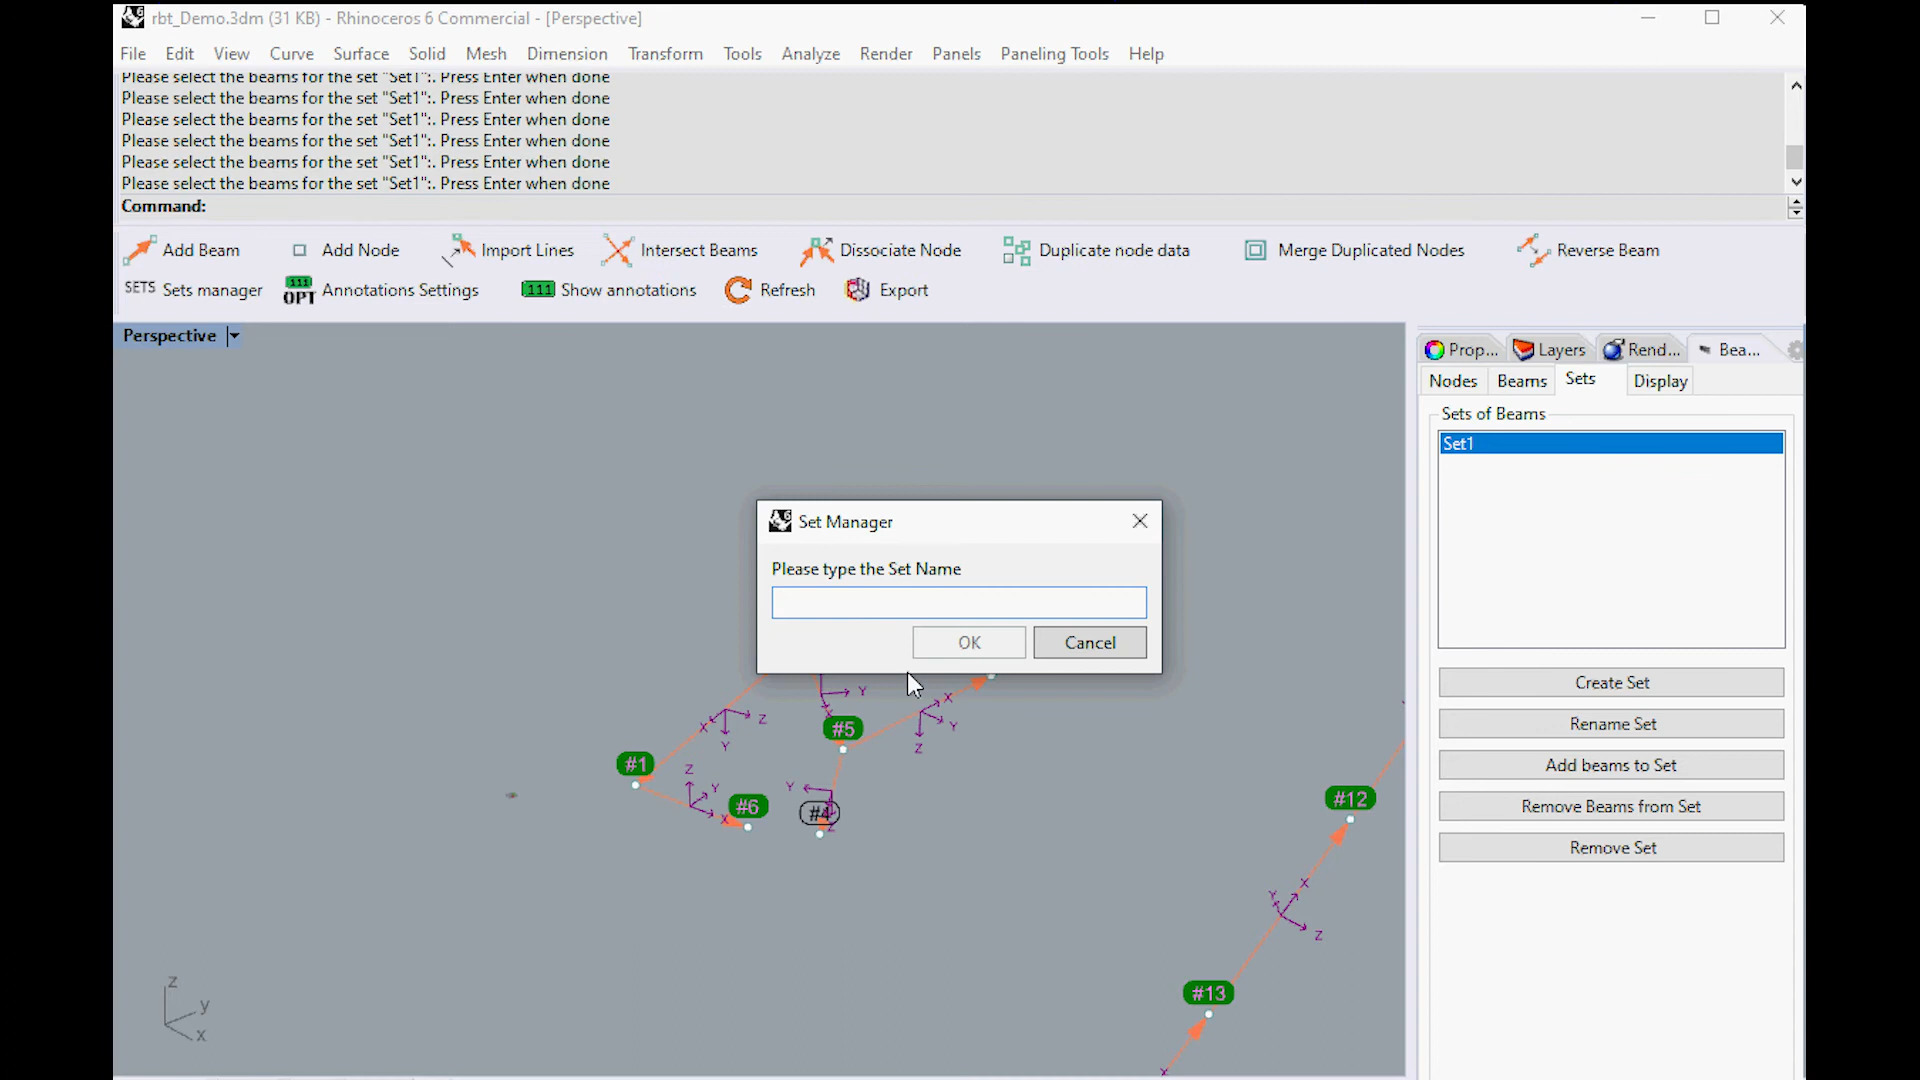 rbt_Demo.3dm (31 KB) - Rhinoceros 6 Commercial - [Perspective]
File Edit View Curve Surface Solid Mesh Dimension Transform Tools Analyze Render Panels Paneling Tools Help
Please select the beams for the set "Set1":. Press Enter when done
Please select the beams for the set "Set1":. Press Enter when done
Please select the beams for the set "Set1":. Press Enter when done
Please select the beams for the set "Set1":. Press Enter when done
Please select the beams for the set "Set1":. Press Enter when done
Please select the beams for the set "Set1":. Press Enter when done
Command:
Add Beam Add Node Import Lines Intersect Beams Dissociate Node Duplicate node data Merge Duplicated Nodes Reverse Beam
SETS Sets manager 111 OPT Annotations Settings 111 Show annotations Refresh Export
Perspective
Prop... Layers Rend... Bea...
Nodes Beams Sets Display
Sets of Beams
Set1
Set Manager
Please type the Set Name
OK Cancel
Create Set
Rename Set
Add beams to Set
Remove Beams from Set
Remove Set
Y
X Z Y
X Y Z
#5
#1
Z Y X
#6
Y Z
#4
#12
X Y Z
#13
X
z y x